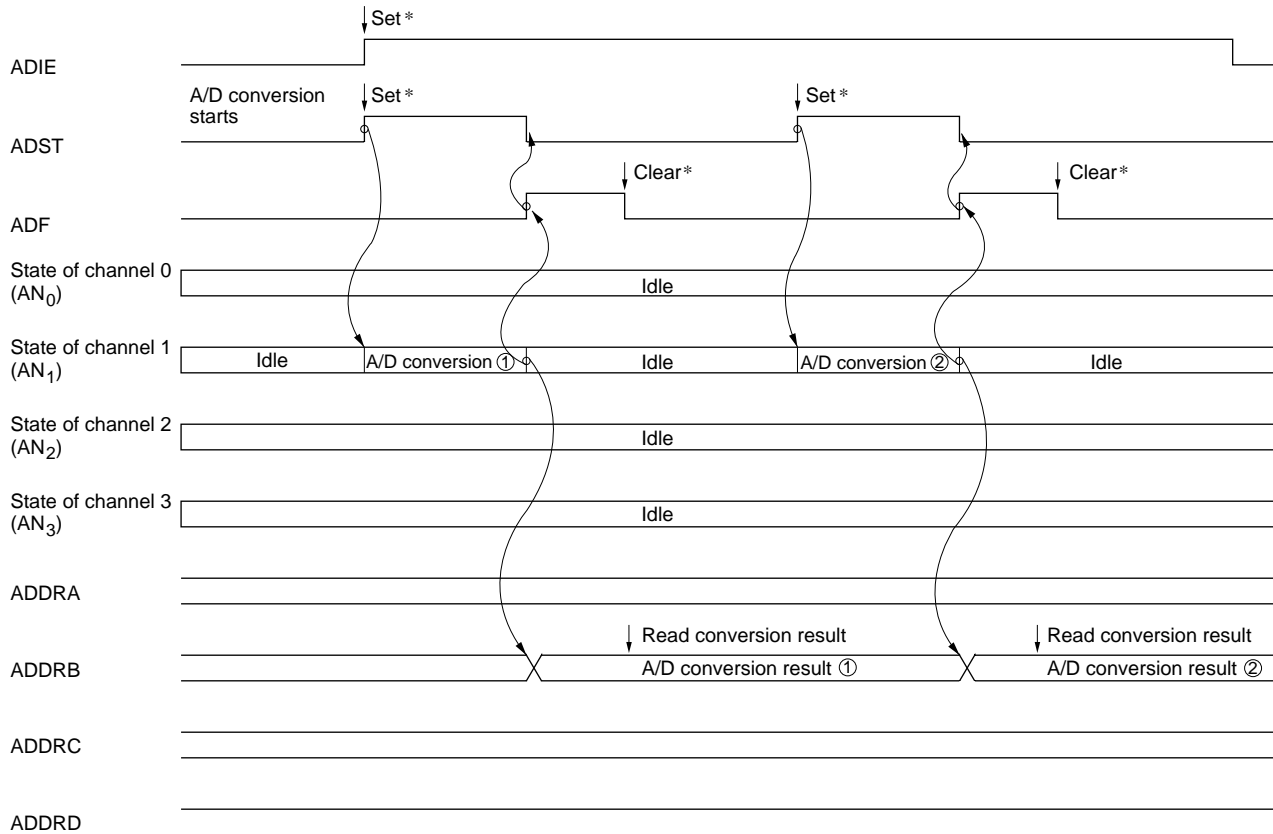 Set*
ADIE
A/D conversion
starts
Set*
Set*
ADST
Clear*
Clear*
ADF
State of channel 0
(AN0)
Idle
State of channel 1
(AN1)
Idle
A/D conversion ①
Idle
A/D conversion ②
Idle
State of channel 2
(AN2)
Idle
State of channel 3
(AN3)
Idle
ADDRA
Read conversion result
Read conversion result
ADDRB
A/D conversion result ①
A/D conversion result ②
ADDRC
ADDRD